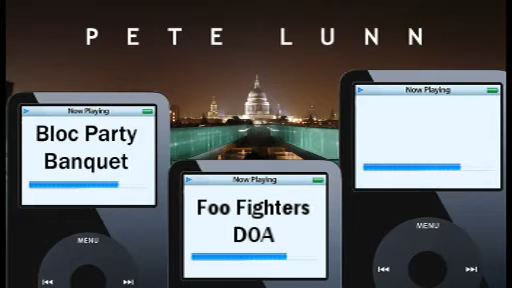 PETE LUNN
Now Playing
Bloc Party
Banquet
MENU
Now Playing
Foo Fighters
DOA
Now Playing
MENU